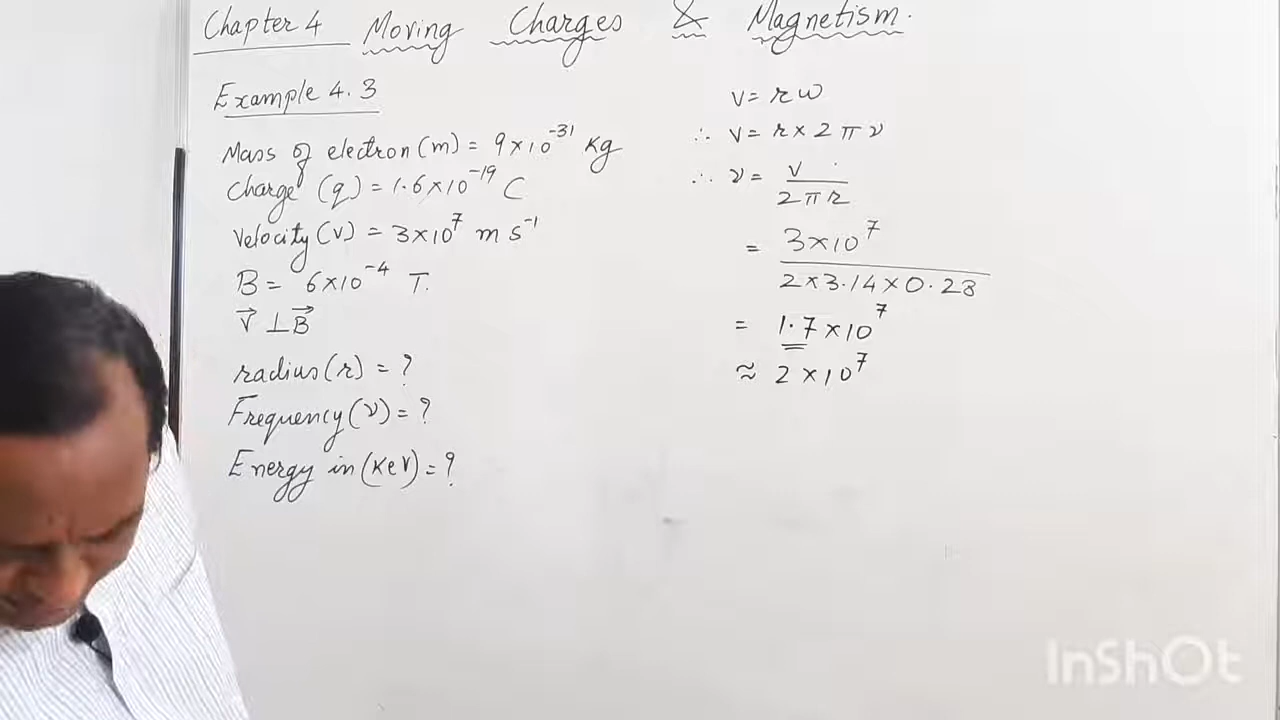 Chapter 4 Moving Charges & Magnetism.
Example 4.3
Mass of electron (m) = 9×10⁻³¹ Kg
Charge (q) = 1.6×10⁻¹⁹ C
Velocity (v) = 3×10⁷ m s⁻¹
B = 6×10⁻⁴ T.
V⃗ ⊥ B⃗
radius (r) = ?
Frequency (ν) = ?
Energy in (KeV) = ?
v = rω
∴ v = r × 2πν
∴ ν = v / 2πr
= 3×10⁷ / 2×3.14×0.28
= 1.7×10⁷
≈ 2×10⁷
InShOt